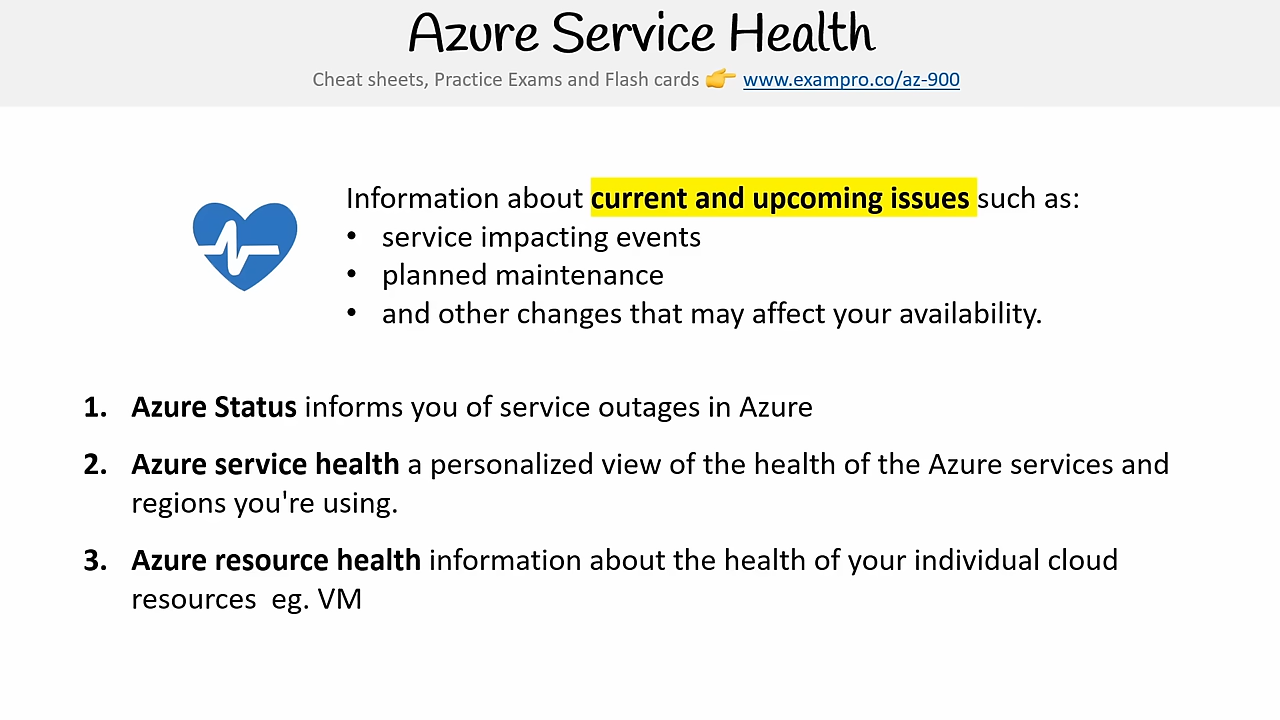 Azure Service Health
Cheat sheets, Practice Exams and Flash cards 👉 www.exampro.co/az-900
Information about current and upcoming issues such as:
• service impacting events
• planned maintenance
• and other changes that may affect your availability.
1. Azure Status informs you of service outages in Azure
2. Azure service health a personalized view of the health of the Azure services and
regions you're using.
3. Azure resource health information about the health of your individual cloud
resources  eg. VM